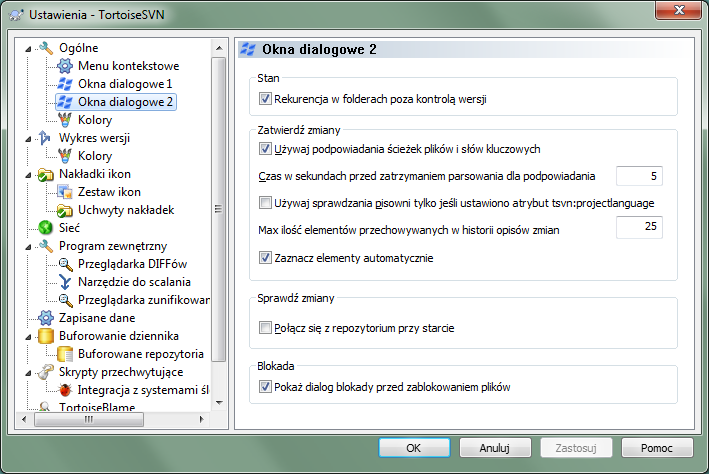 Ustawienia - TortoiseSVN
Ogólne
Menu kontekstowe
Okna dialogowe 1
Okna dialogowe 2
Kolory
Wykres wersji
Kolory
Nakładki ikon
Zestaw ikon
Uchwyty nakładek
Sieć
Program zewnętrzny
Przeglądarka DIFFów
Narzędzie do scalania
Przeglądarka zunifikowan
Zapisane dane
Buforowanie dziennika
Buforowane repozytoria
Skrypty przechwytujące
Integracja z systemami śl
TortoiseBlame
Okna dialogowe 2
Stan
Rekurencja w folderach poza kontrolą wersji
Zatwierdź zmiany
Używaj podpowiadania ścieżek plików i słów kluczowych
Czas w sekundach przed zatrzymaniem parsowania dla podpowiadania 5
Używaj sprawdzania pisowni tylko jeśli ustawiono atrybut tsvn:projectlanguage
Max ilość elementów przechowywanych w historii opisów zmian 25
Zaznacz elementy automatycznie
Sprawdź zmiany
Połącz się z repozytorium przy starcie
Blokada
Pokaż dialog blokady przed zablokowaniem plików
OK Anuluj Zastosuj Pomoc